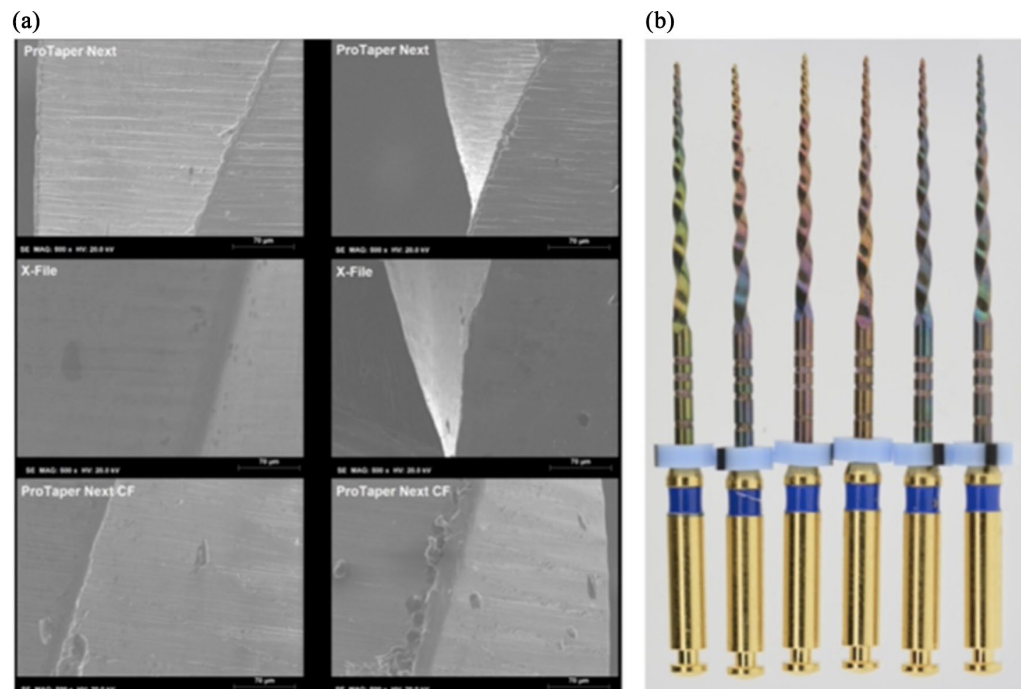 (a)
(b)
ProTaper Next
ProTaper Next
SE MAG: 500 x HV: 20.0 kV
70 µm
SE MAG: 500 x HV: 20.0 kV
70 µm
X-File
X-File
SE MAG: 500 x HV: 20.0 kV
70 µm
SE MAG: 500 x HV: 20.0 kV
70 µm
ProTaper Next CF
ProTaper Next CF
70 µm
70 µm